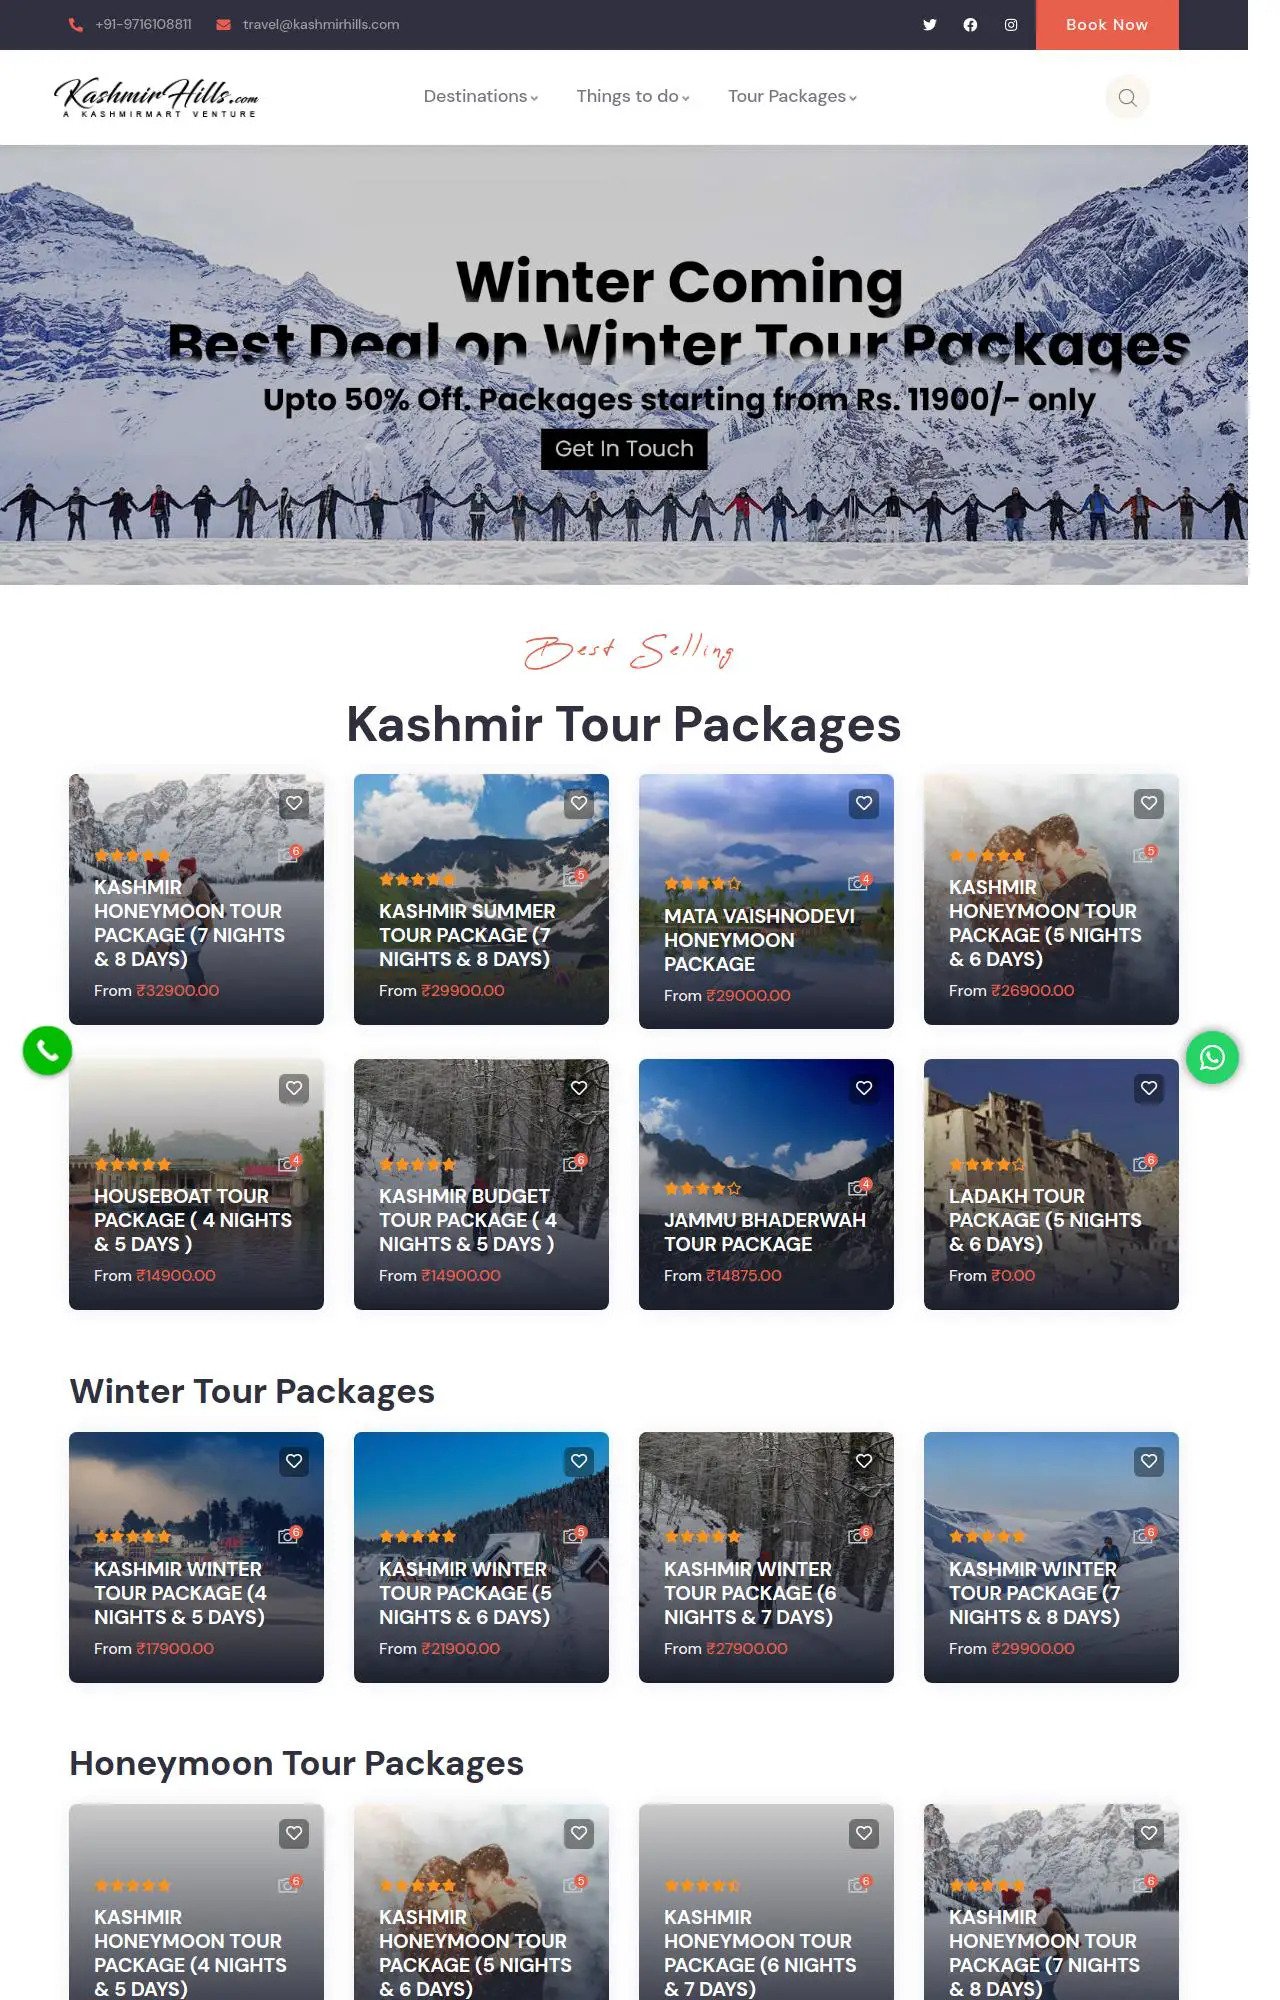 +91-9716108811
travel@kashmirhills.com
Book Now
KashmirHills.com
A KASHMIRMART VENTURE
Destinations
Things to do
Tour Packages
Winter Coming
Best Deal on Winter Tour Packages
Upto 50% Off. Packages starting from Rs. 11900/- only
Get In Touch
Best Selling
Kashmir Tour Packages
6
KASHMIR
HONEYMOON TOUR
PACKAGE (7 NIGHTS
& 8 DAYS)
From ₹32900.00
5
KASHMIR SUMMER
TOUR PACKAGE (7
NIGHTS & 8 DAYS)
From ₹29900.00
4
MATA VAISHNODEVI
HONEYMOON
PACKAGE
From ₹29000.00
5
KASHMIR
HONEYMOON TOUR
PACKAGE (5 NIGHTS
& 6 DAYS)
From ₹26900.00
4
HOUSEBOAT TOUR
PACKAGE ( 4 NIGHTS
& 5 DAYS )
From ₹14900.00
6
KASHMIR BUDGET
TOUR PACKAGE ( 4
NIGHTS & 5 DAYS )
From ₹14900.00
4
JAMMU BHADERWAH
TOUR PACKAGE
From ₹14875.00
6
LADAKH TOUR
PACKAGE (5 NIGHTS
& 6 DAYS)
From ₹0.00
Winter Tour Packages
6
KASHMIR WINTER
TOUR PACKAGE (4
NIGHTS & 5 DAYS)
From ₹17900.00
5
KASHMIR WINTER
TOUR PACKAGE (5
NIGHTS & 6 DAYS)
From ₹21900.00
6
KASHMIR WINTER
TOUR PACKAGE (6
NIGHTS & 7 DAYS)
From ₹27900.00
6
KASHMIR WINTER
TOUR PACKAGE (7
NIGHTS & 8 DAYS)
From ₹29900.00
Honeymoon Tour Packages
6
KASHMIR
HONEYMOON TOUR
PACKAGE (4 NIGHTS
& 5 DAYS)
5
KASHMIR
HONEYMOON TOUR
PACKAGE (5 NIGHTS
& 6 DAYS)
6
KASHMIR
HONEYMOON TOUR
PACKAGE (6 NIGHTS
& 7 DAYS)
6
KASHMIR
HONEYMOON TOUR
PACKAGE (7 NIGHTS
& 8 DAYS)